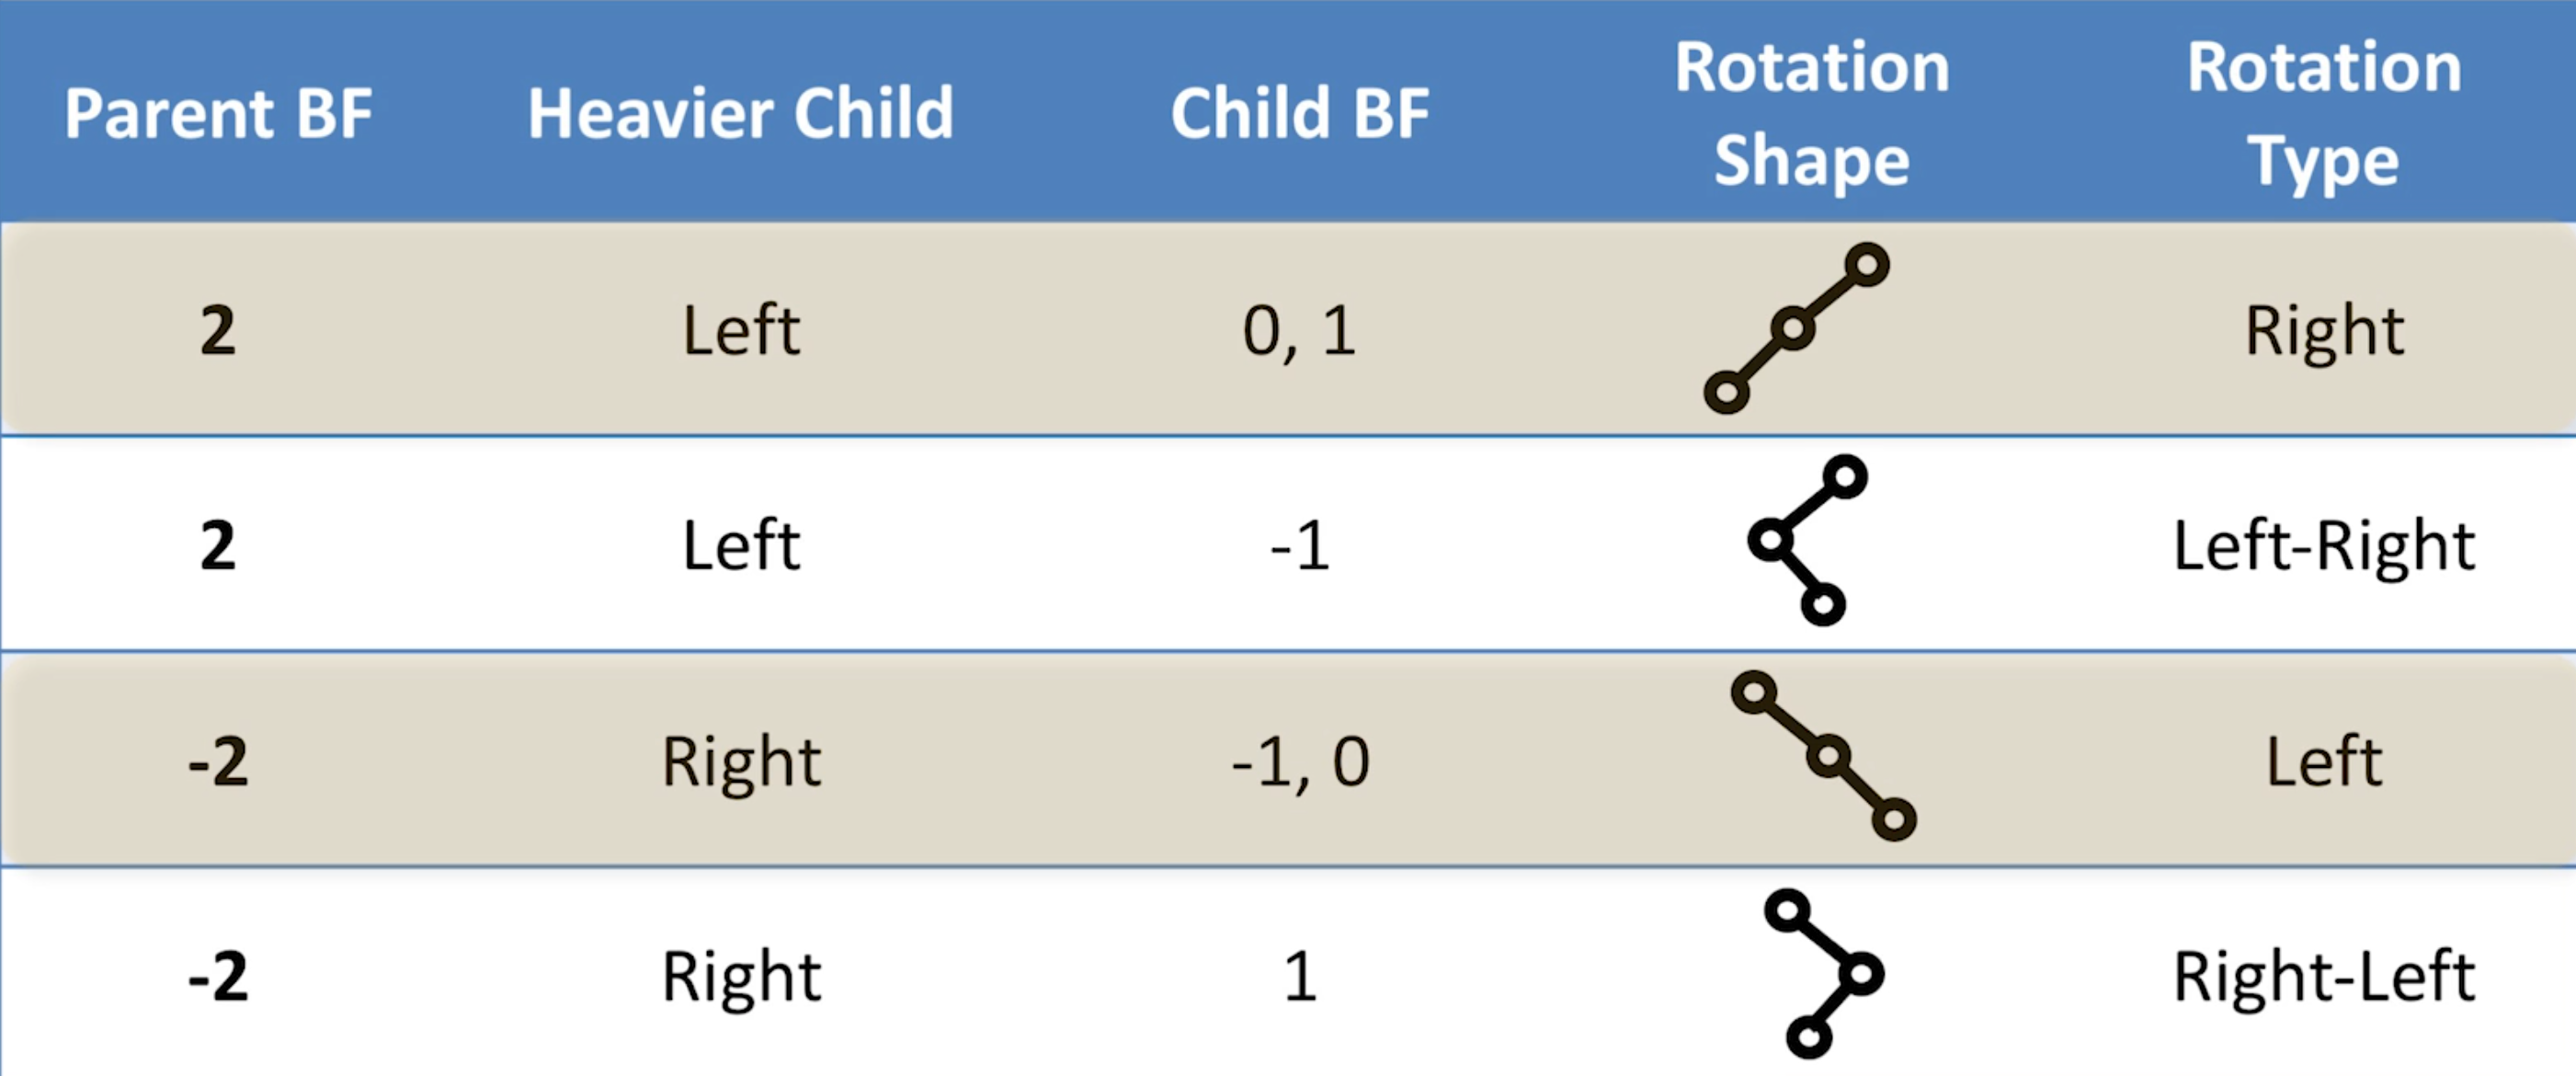 Parent BF Heavier Child Child BF Rotation Shape Rotation Type
2 Left 0, 1 Right
2 Left -1 Left-Right
-2 Right -1, 0 Left
-2 Right 1 Right-Left